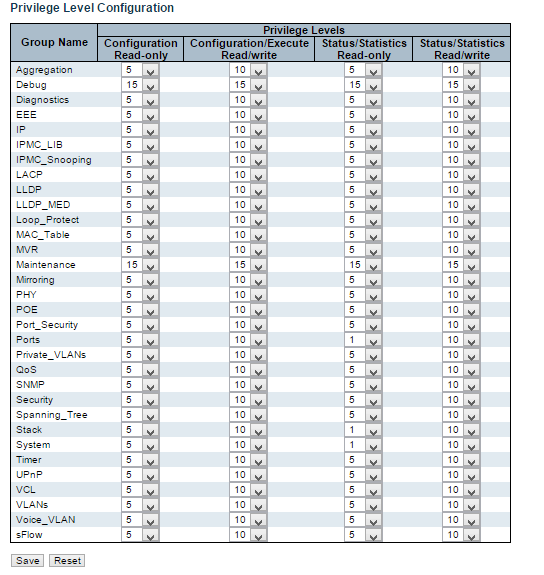 Privilege Level Configuration
Privilege Levels
Group Name Configuration Read-only Configuration/Execute Read/write Status/Statistics Read-only Status/Statistics Read/write
Aggregation 5 10 5 10
Debug 15 15 15 15
Diagnostics 5 10 5 10
EEE 5 10 5 10
IP 5 10 5 10
IPMC_LIB 5 10 5 10
IPMC_Snooping 5 10 5 10
LACP 5 10 5 10
LLDP 5 10 5 10
LLDP_MED 5 10 5 10
Loop_Protect 5 10 5 10
MAC_Table 5 10 5 10
MVR 5 10 5 10
Maintenance 15 15 15 15
Mirroring 5 10 5 10
PHY 5 10 5 10
POE 5 10 5 10
Port_Security 5 10 5 10
Ports 5 10 1 10
Private_VLANs 5 10 5 10
QoS 5 10 5 10
SNMP 5 10 5 10
Security 5 10 5 10
Spanning_Tree 5 10 5 10
Stack 5 10 1 10
System 5 10 1 10
Timer 5 10 5 10
UPnP 5 10 5 10
VCL 5 10 5 10
VLANs 5 10 5 10
Voice_VLAN 5 10 5 10
sFlow 5 10 5 10
Save Reset